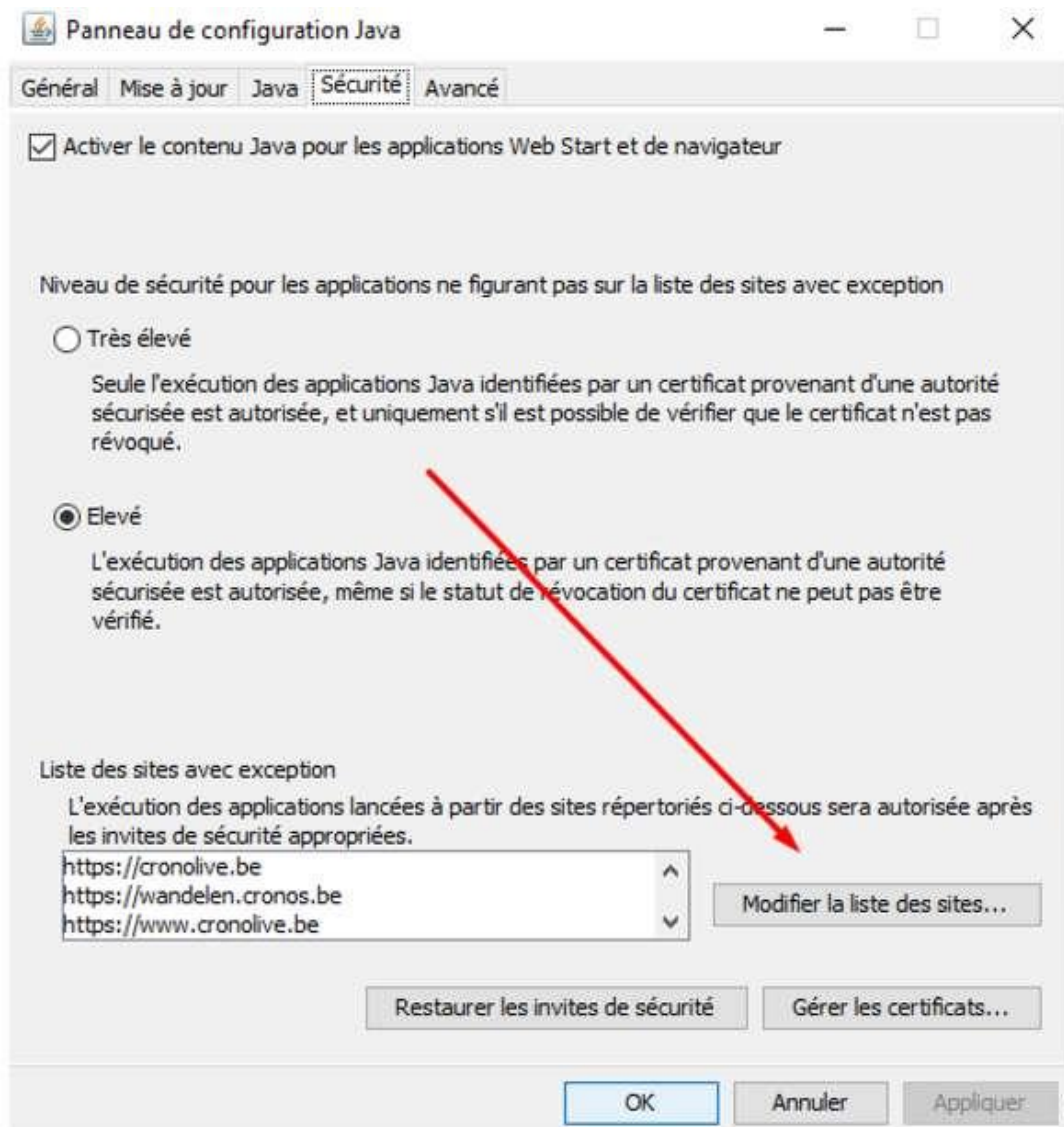 Panneau de configuration Java
Général Mise à jour Java Sécurité Avancé
Activer le contenu Java pour les applications Web Start et de navigateur
Niveau de sécurité pour les applications ne figurant pas sur la liste des sites avec exception
Très élevé
Seule l'exécution des applications Java identifiées par un certificat provenant d'une autorité
sécurisée est autorisée, et uniquement s'il est possible de vérifier que le certificat n'est pas
révoqué.
Elevé
L'exécution des applications Java identifiées par un certificat provenant d'une autorité
sécurisée est autorisée, même si le statut de révocation du certificat ne peut pas être
vérifié.
Liste des sites avec exception
L'exécution des applications lancées à partir des sites répertoriés ci-dessous sera autorisée après
les invites de sécurité appropriées.
https://cronolive.be
https://wandelen.cronos.be
https://www.cronolive.be
Modifier la liste des sites...
Restaurer les invites de sécurité Gérer les certificats...
OK Annuler Appliquer